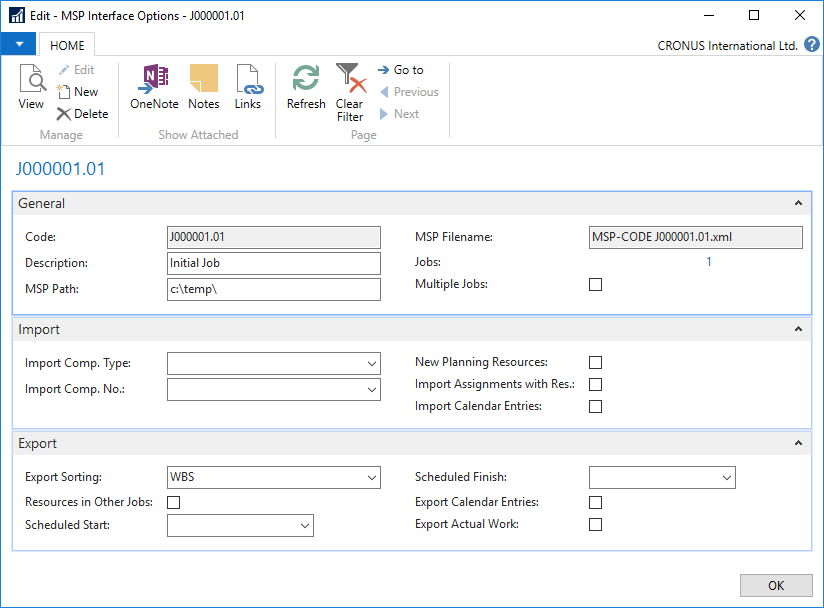 Edit - MSP Interface Options - J000001.01
HOME
CRONUS International Ltd. ?
View
Edit
New
Delete
Manage
N
OneNote
Notes
Links
Show Attached
Refresh
Clear
Filter
Go to
Previous
Next
Page
J000001.01
General
Code: J000001.01
Description: Initial Job
MSP Path: c:\temp\
MSP Filename: MSP-CODE J000001.01.xml
Jobs: 1
Multiple Jobs:
Import
Import Comp. Type:
Import Comp. No.:
New Planning Resources:
Import Assignments with Res.:
Import Calendar Entries:
Export
Export Sorting: WBS
Resources in Other Jobs:
Scheduled Start:
Scheduled Finish:
Export Calendar Entries:
Export Actual Work:
OK